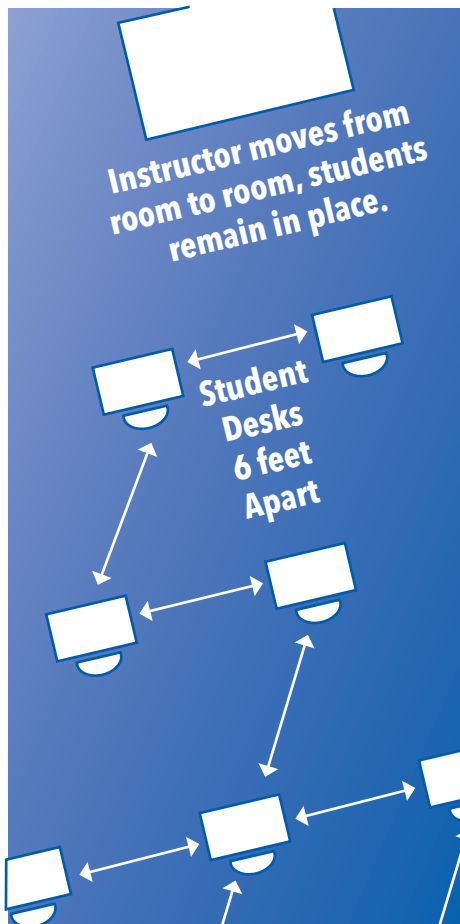 Instructor moves from
room to room, students
remain in place.
Student
Desks
6 feet
Apart